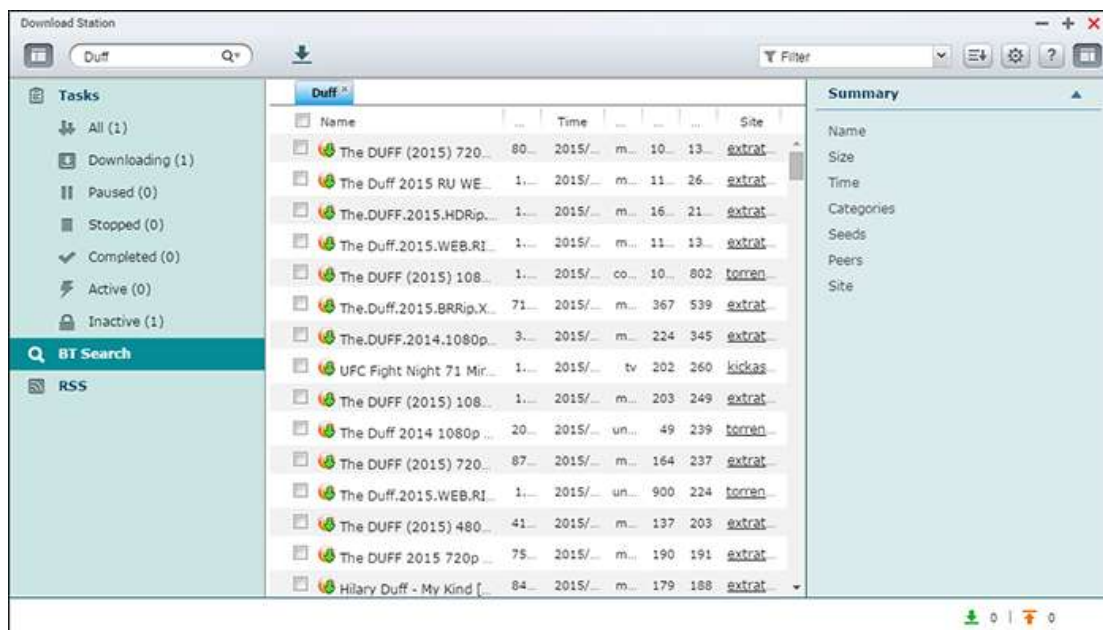 Download Station
Duff
Filter
?
Tasks
All (1)
Downloading (1)
Paused (0)
Stopped (0)
Completed (0)
Active (0)
Inactive (1)
BT Search
RSS
Duff
Name ... Time ... ... ... Site
The DUFF (2015) 720... 80... 2015/... m... 10... 13... extrat...
The Duff 2015 RU WE... 1.... 2015/... m... 11... 26... extrat...
The.DUFF.2015.HDRip.... 1.... 2015/... m... 16... 21... extrat...
The Duff.2015.WEB.RI... 1.... 2015/... m... 11... 13... extrat...
The DUFF (2015) 108... 1.... 2015/... co... 10... 802 torren...
The.Duff.2015.BRRip.X... 71... 2015/... m... 367 539 extrat...
The.DUFF.2014.1080p... 3.... 2015/... m... 224 345 extrat...
UFC Fight Night 71 Mir... 1.... 2015/... tv 202 260 kickas...
The DUFF (2015) 108... 1.... 2015/... m... 203 249 extrat...
The Duff 2014 1080p ... 20... 2015/... un... 49 239 torren...
The DUFF (2015) 720... 87... 2015/... m... 164 237 extrat...
The Duff.2015.WEB.RI... 1.... 2015/... un... 900 224 torren...
The DUFF (2015) 480... 41... 2015/... m... 137 203 extrat...
The DUFF 2015 720p ... 75... 2015/... m... 190 191 extrat...
Hilary Duff - My Kind [... 84... 2015/... m... 179 188 extrat...
Summary
Name
Size
Time
Categories
Seeds
Peers
Site
0 | 0